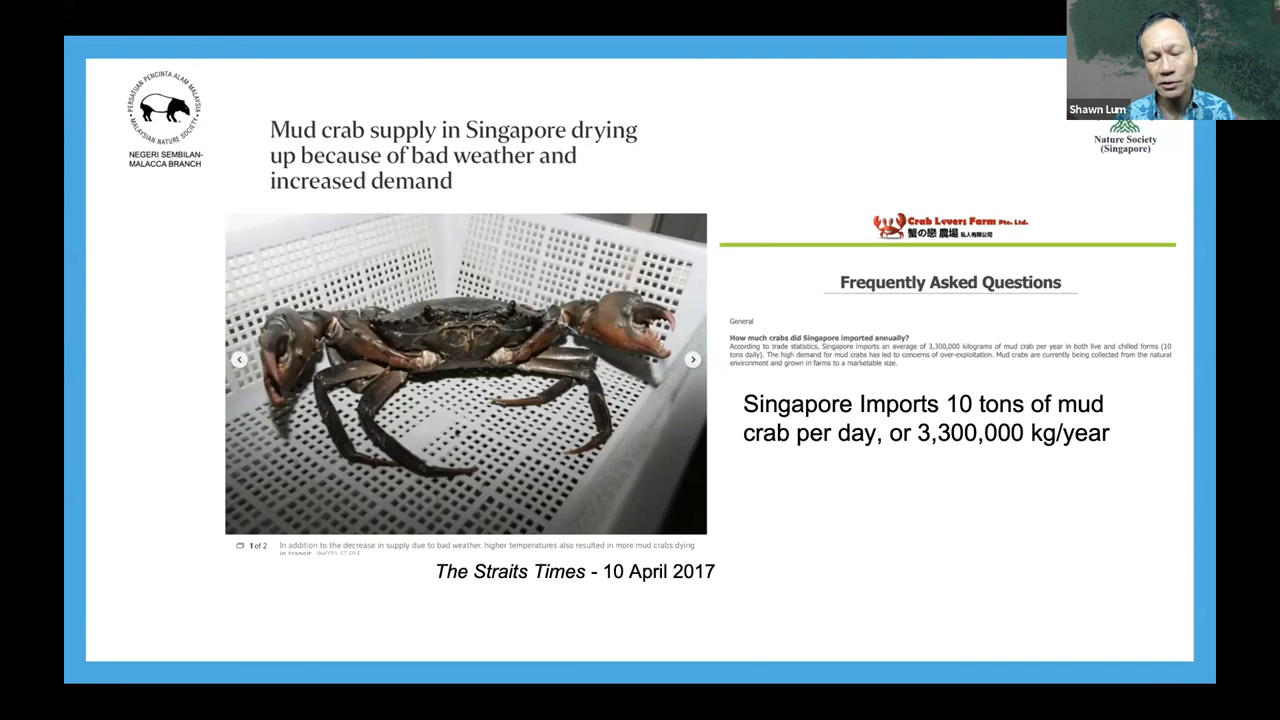 Shawn Lum
PERSATUAN PENCINTA ALAM MALAYSIA
MALAYSIAN NATURE SOCIETY
NEGERI SEMBILAN-
MALACCA BRANCH
Nature Society
(Singapore)
Mud crab supply in Singapore drying
up because of bad weather and
increased demand
1 of 2
In addition to the decrease in supply due to bad weather, higher temperatures also resulted in more mud crabs dying
in transit. PHOTO: ST FILE
The Straits Times - 10 April 2017
Crab Lovers Farm Pte. Ltd.
蟹の戀 農場 私人有限公司
Frequently Asked Questions
General
How much crabs did Singapore imported annually?
According to trade statistics, Singapore imports an average of 3,300,000 kilograms of mud crab per year in both live and chilled forms (10
tons daily). The high demand for mud crabs has led to concerns of over-exploitation. Mud crabs are currently being collected from the natural
environment and grown in farms to a marketable size.
Singapore Imports 10 tons of mud
crab per day, or 3,300,000 kg/year